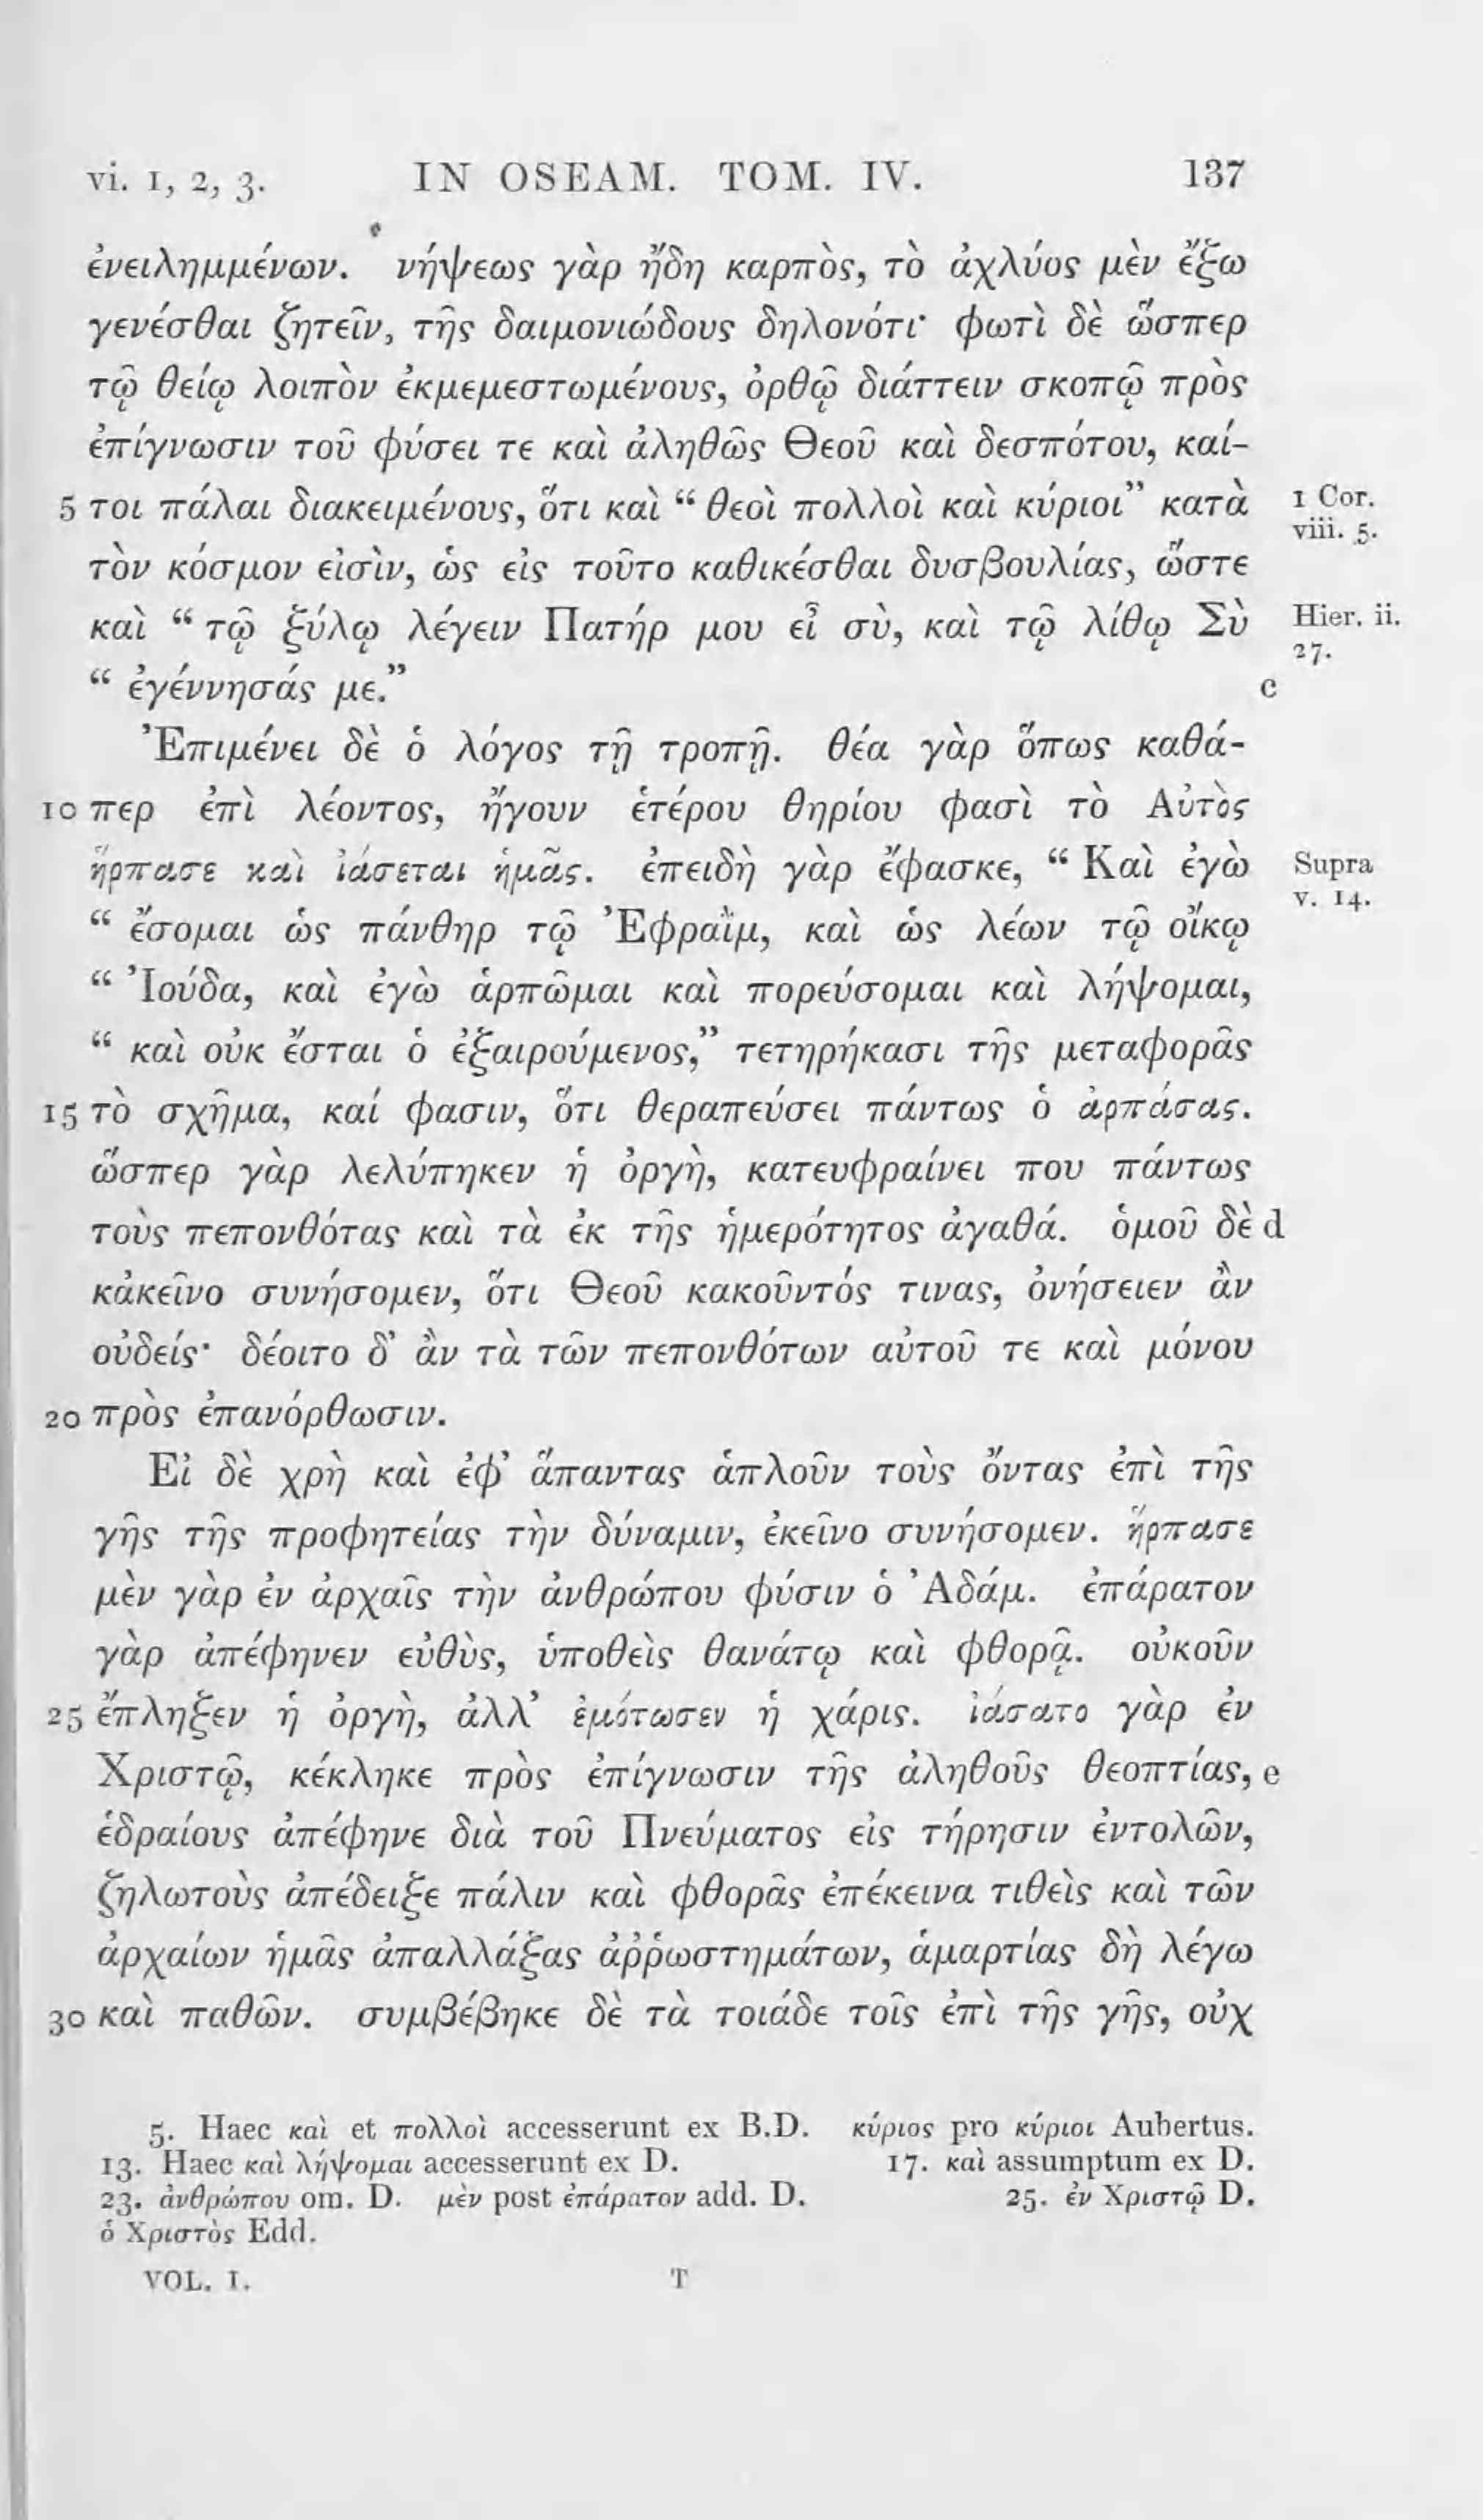 vi. 1, 2, 3. IN OSEAM. TOM. IV. 137
ἐνειλημμένων. νήψεως γὰρ ἤδη καρπὸς, τὸ ἀχλύος μὲν ἔξω
γενέσθαι ζητεῖν, τῆς δαιμονιώδους δηλονότι· φωτὶ δὲ ὥσπερ
τῷ θείῳ λοιπὸν ἐκμεμεστωμένους, ὀρθῷ διάττειν σκοπῷ πρὸς
ἐπίγνωσιν τοῦ φύσει τε καὶ ἀληθῶς Θεοῦ καὶ δεσπότου, καί-
5 τοι πάλαι διακειμένους, ὅτι καὶ “ θεοὶ πολλοὶ καὶ κύριοι” κατὰ 1 Cor. viii. 5.
τὸν κόσμον εἰσὶν, ὡς εἰς τοῦτο καθικέσθαι δυσβουλίας, ὥστε
καὶ “ τῷ ξύλῳ λέγειν Πατήρ μου εἶ σὺ, καὶ τῷ λίθῳ Σὺ Hier. ii. 27.
“ ἐγέννησάς με.” c
Ἐπιμένει δὲ ὁ λόγος τῇ τροπῇ. θέα γὰρ ὅπως καθά-
10 περ ἐπὶ λέοντος, ἤγουν ἑτέρου θηρίου φασὶ τὸ Αὐτὸς
ἥρπασε καὶ ἰάσεται ἡμᾶς. ἐπειδὴ γὰρ ἔφασκε, “ Καὶ ἐγὼ Supra v. 14.
“ ἔσομαι ὡς πάνθηρ τῷ Ἐφραῒμ, καὶ ὡς λέων τῷ οἴκῳ
“ Ἰούδα, καὶ ἐγὼ ἁρπῶμαι καὶ πορεύσομαι καὶ λήψομαι,
“ καὶ οὐκ ἔσται ὁ ἐξαιρούμενος,” τετηρήκασι τῆς μεταφορᾶς
15 τὸ σχῆμα, καί φασιν, ὅτι θεραπεύσει πάντως ὁ ἁρπάσας.
ὥσπερ γὰρ λελύπηκεν ἡ ὀργὴ, κατευφραίνει που πάντως
τοὺς πεπονθότας καὶ τὰ ἐκ τῆς ἡμερότητος ἀγαθά. ὁμοῦ δὲ d
κἀκεῖνο συνήσομεν, ὅτι Θεοῦ κακοῦντός τινας, ὀνήσειεν ἂν
οὐδείς· δέοιτο δ’ ἂν τὰ τῶν πεπονθότων αὐτοῦ τε καὶ μόνου
20 πρὸς ἐπανόρθωσιν.
Εἰ δὲ χρὴ καὶ ἐφ’ ἅπαντας ἁπλοῦν τοὺς ὄντας ἐπὶ τῆς
γῆς τῆς προφητείας τὴν δύναμιν, ἐκεῖνο συνήσομεν. ἥρπασε
μὲν γὰρ ἐν ἀρχαῖς τὴν ἀνθρώπου φύσιν ὁ Ἀδάμ. ἐπάρατον
γὰρ ἀπέφηνεν εὐθὺς, ὑποθεὶς θανάτῳ καὶ φθορᾷ. οὐκοῦν
25 ἔπληξεν ἡ ὀργὴ, ἀλλ’ ἐμότωσεν ἡ χάρις. ἰάσατο γὰρ ἐν
Χριστῷ, κέκληκε πρὸς ἐπίγνωσιν τῆς ἀληθοῦς θεοπτίας, e
ἑδραίους ἀπέφηνε διὰ τοῦ Πνεύματος εἰς τήρησιν ἐντολῶν,
ζηλωτοὺς ἀπέδειξε πάλιν καὶ φθορᾶς ἐπέκεινα τιθεὶς καὶ τῶν
ἀρχαίων ἡμᾶς ἀπαλλάξας ἀῤῥωστημάτων, ἁμαρτίας δὴ λέγω
30 καὶ παθῶν. συμβέβηκε δὲ τὰ τοιάδε τοῖς ἐπὶ τῆς γῆς, οὐχ
5. Haec καὶ et πολλοὶ accesserunt ex B.D. κύριος pro κύριοι Aubertus.
13. Haec καὶ λήψομαι accesserunt ex D. 17. καὶ assumptum ex D.
23. ἀνθρώπου om. D. μὲν post ἐπάρατον add. D. 25. ἐν Χριστῷ D.
ὁ Χριστὸς Edd.
VOL. I. T